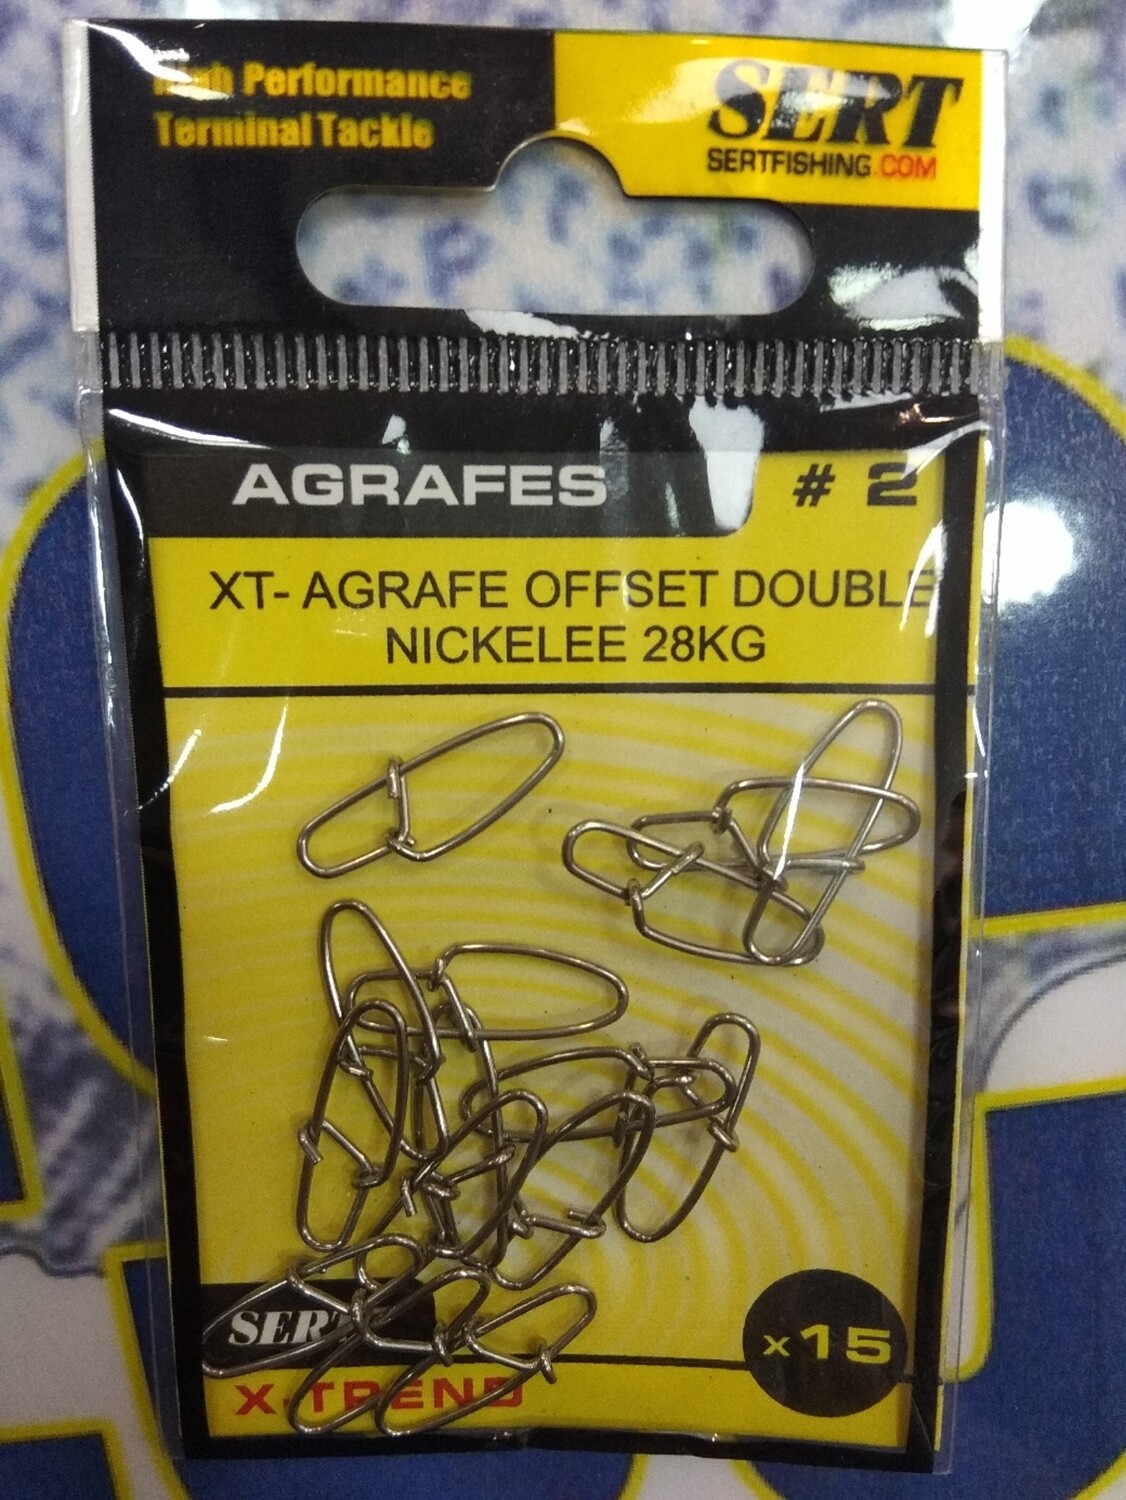 High Performance
Terminal Tackle
SERT
SERTFISHING.COM
AGRAFES
# 2
XT- AGRAFE OFFSET DOUBLE
NICKELEE 28KG
SERT
X-TREND
x15